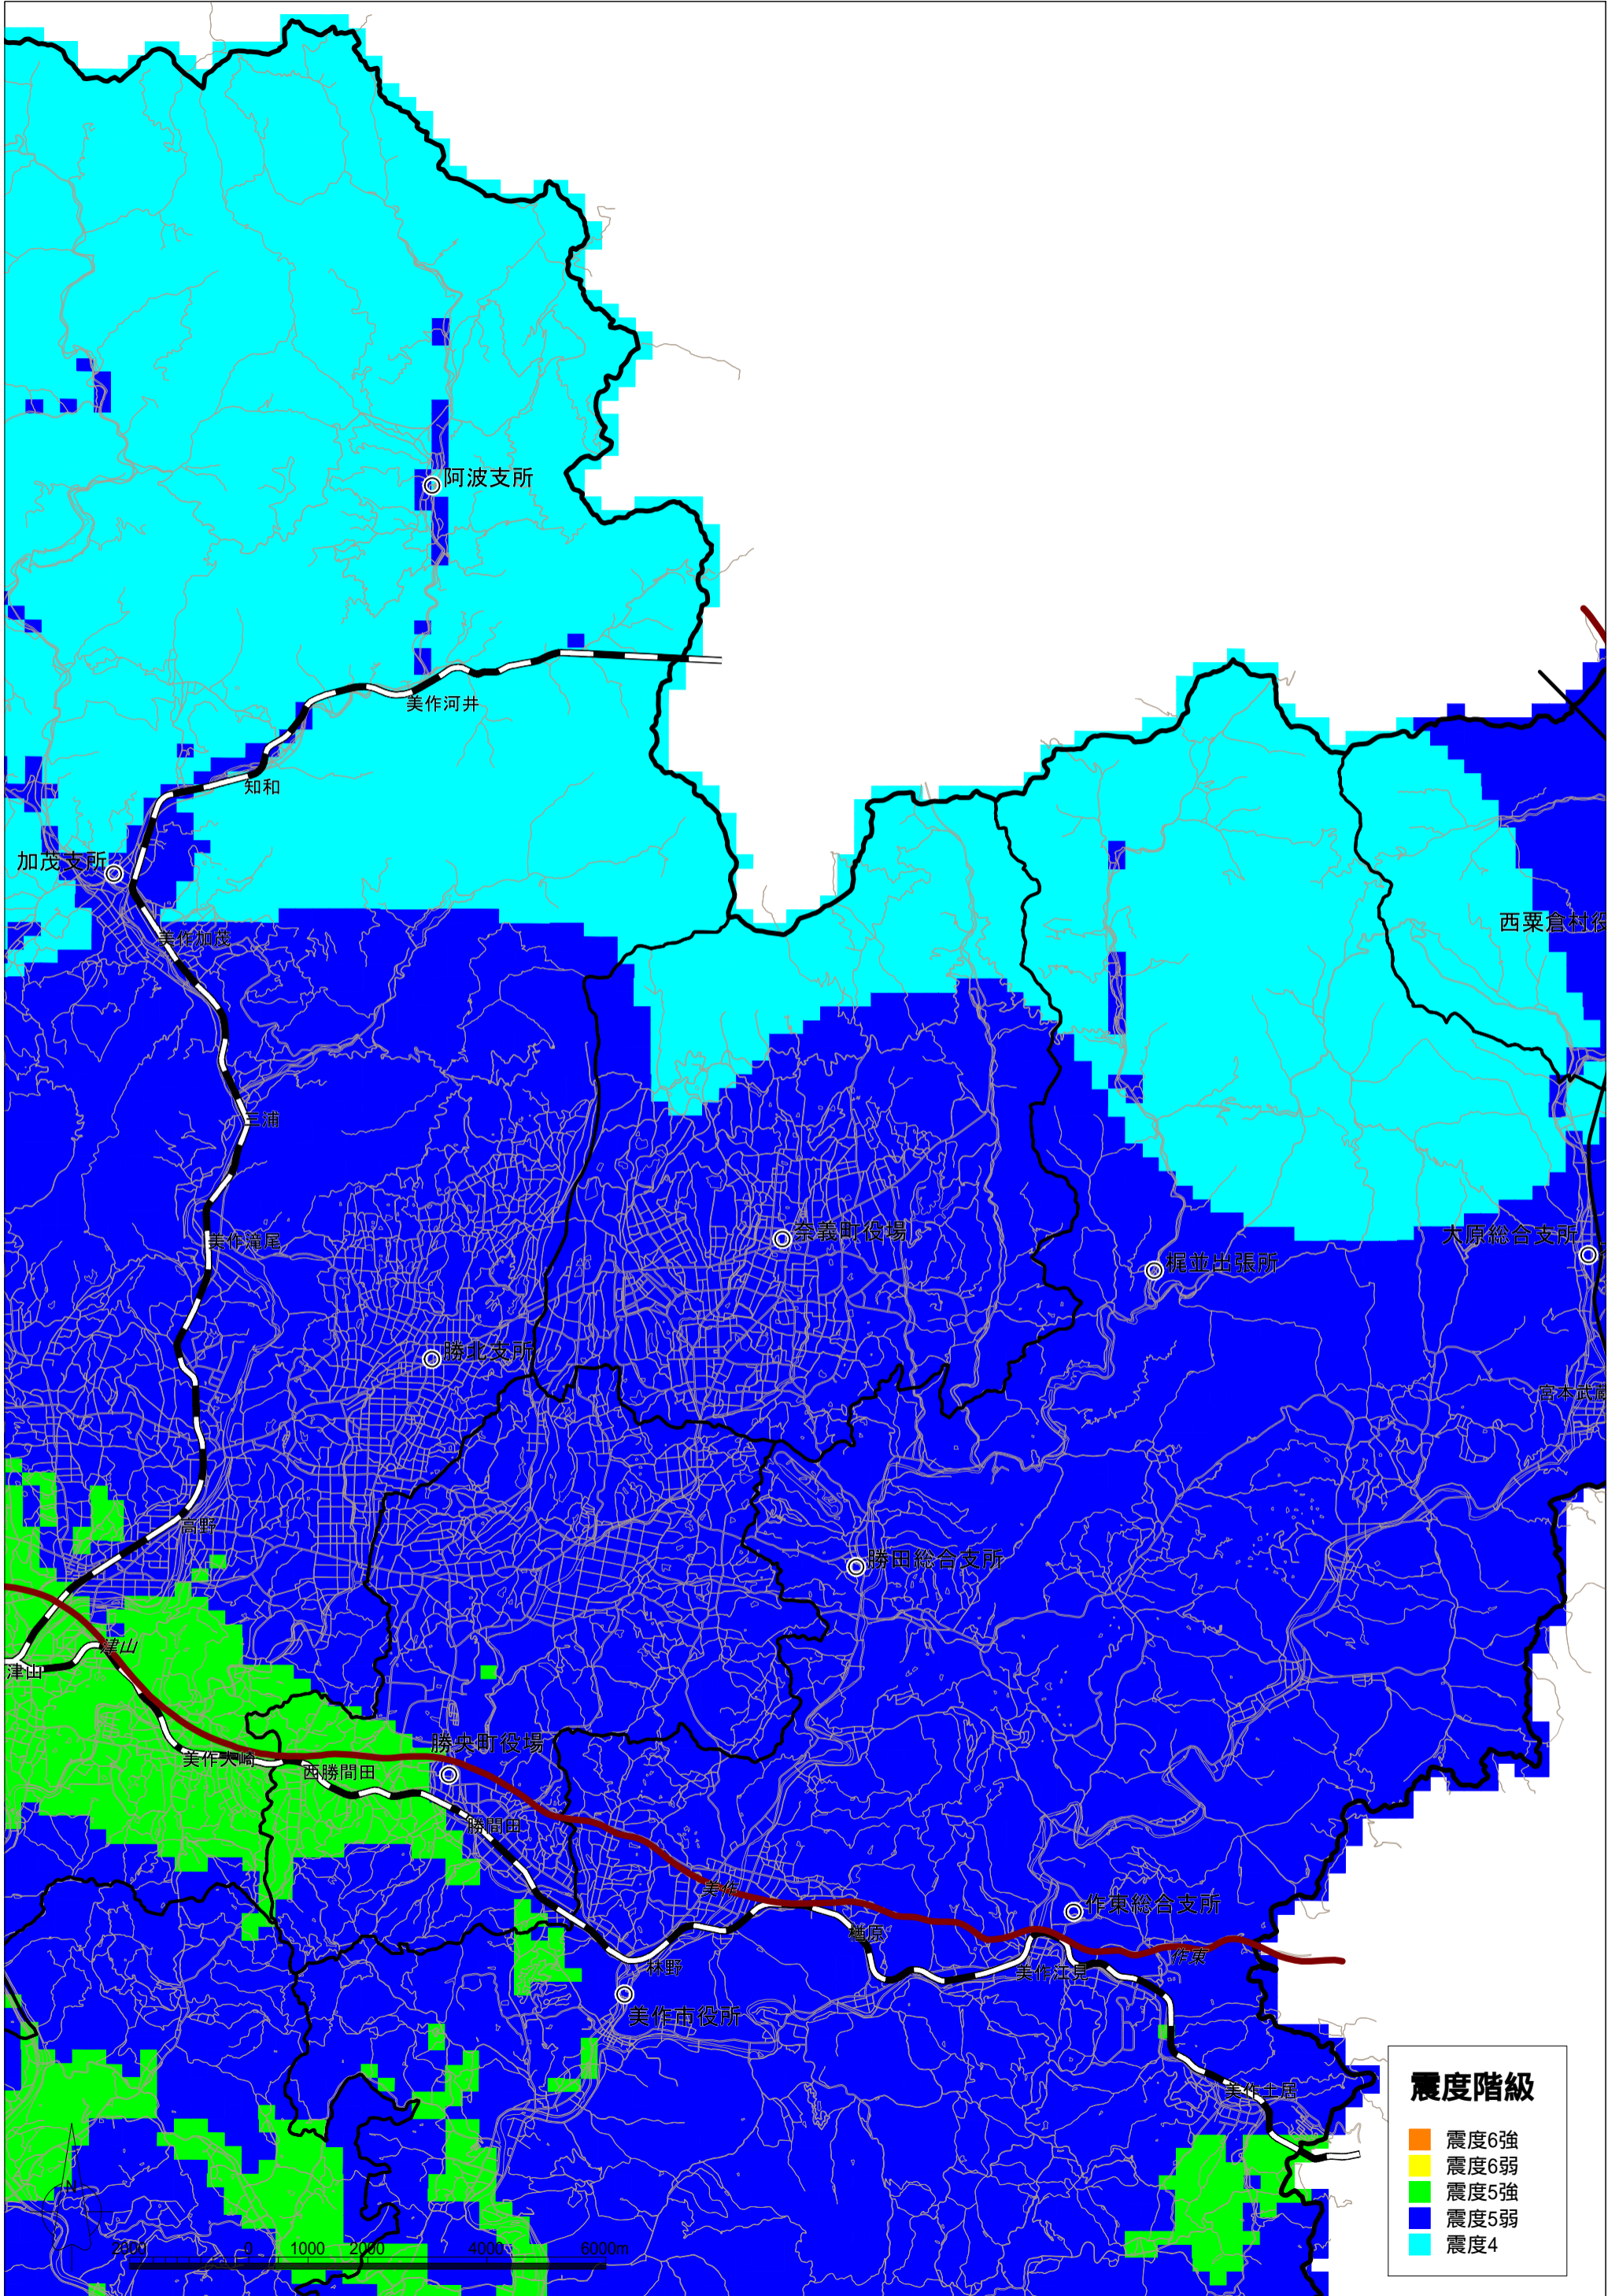 阿波支所
美作河井
知和
加茂支所
西粟倉村役
美作加茂
三浦
美作滝尾
奈義町役場
大原総合支所
梶並出張所
勝北支所
宮本武蔵
高野
勝田総合支所
津山
津山
勝央町役場
美作大崎
西勝間田
勝間田
美作
作東総合支所
楢原
作東
林野
美作江見
美作市役所
美作土居
震度階級
震度6強
震度6弱
震度5強
震度5弱
震度4
N
2000 0 1000 2000 4000 6000m